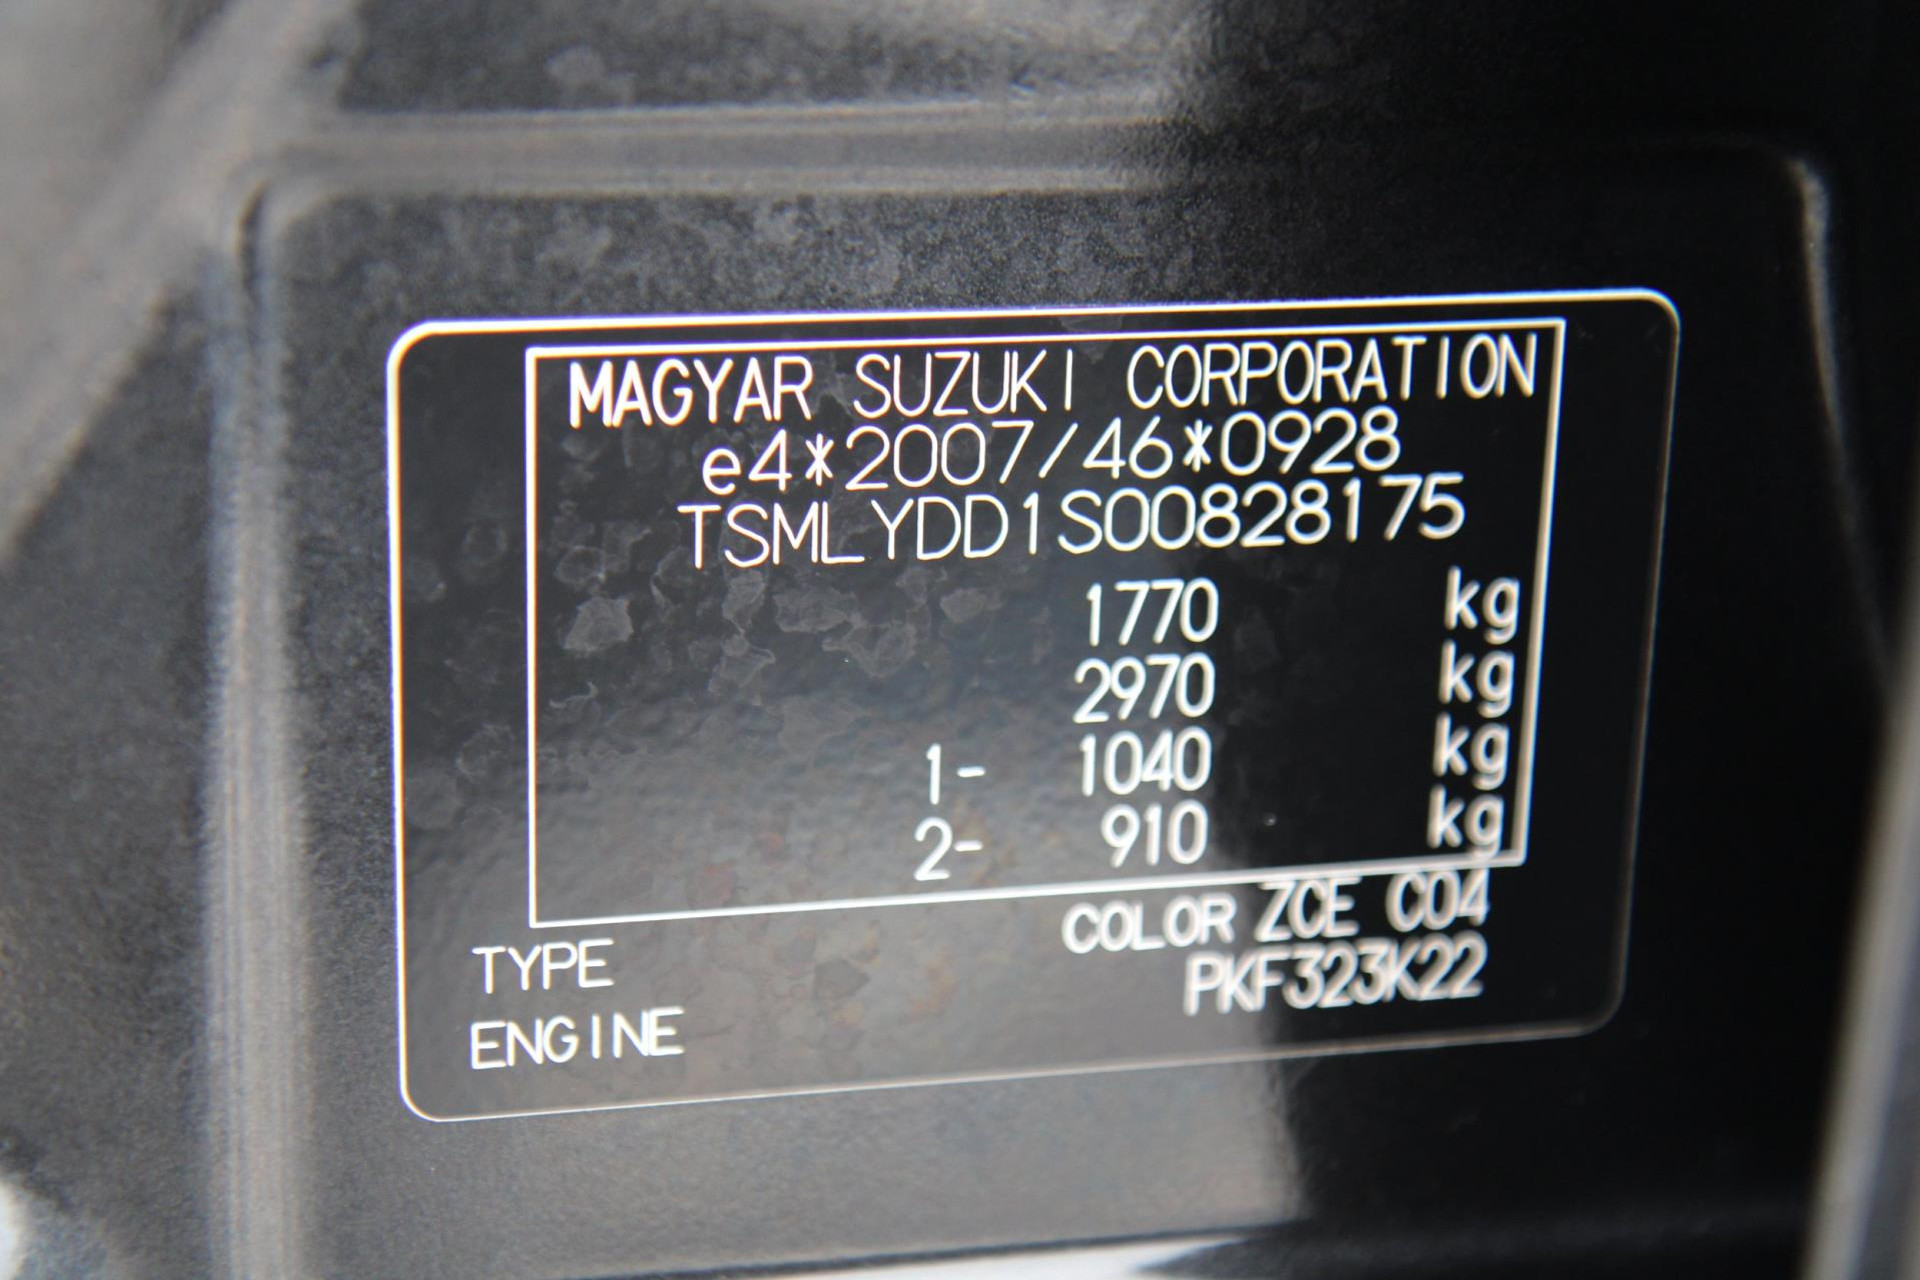 MAGYAR SUZUKI CORPORATION
e4*2007/46*0928
TSMLYDD1S00828175
1770 kg
2970 kg
1- 1040 kg
2- 910 kg
COLOR ZCE C04
TYPE PKF323K22
ENGINE